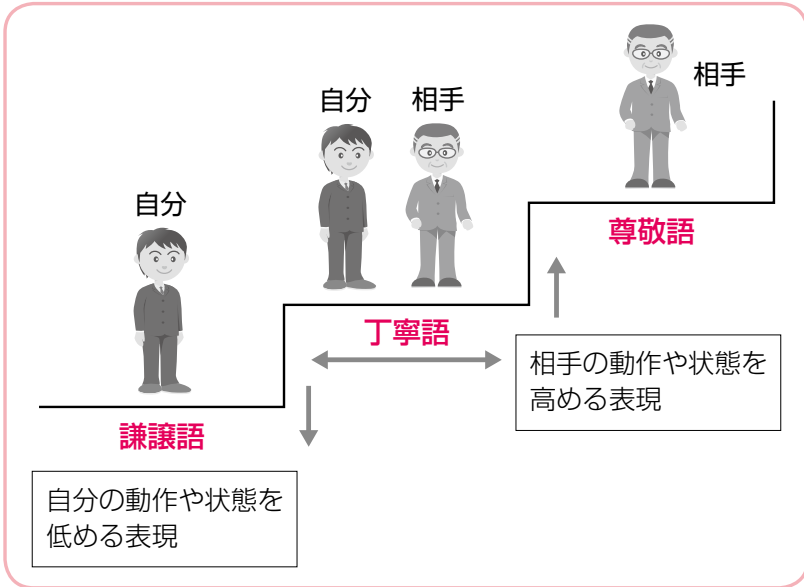 相手
自分
相手
自分
尊敬語
丁寧語
相手の動作や状態を
高める表現
謙譲語
自分の動作や状態を
低める表現